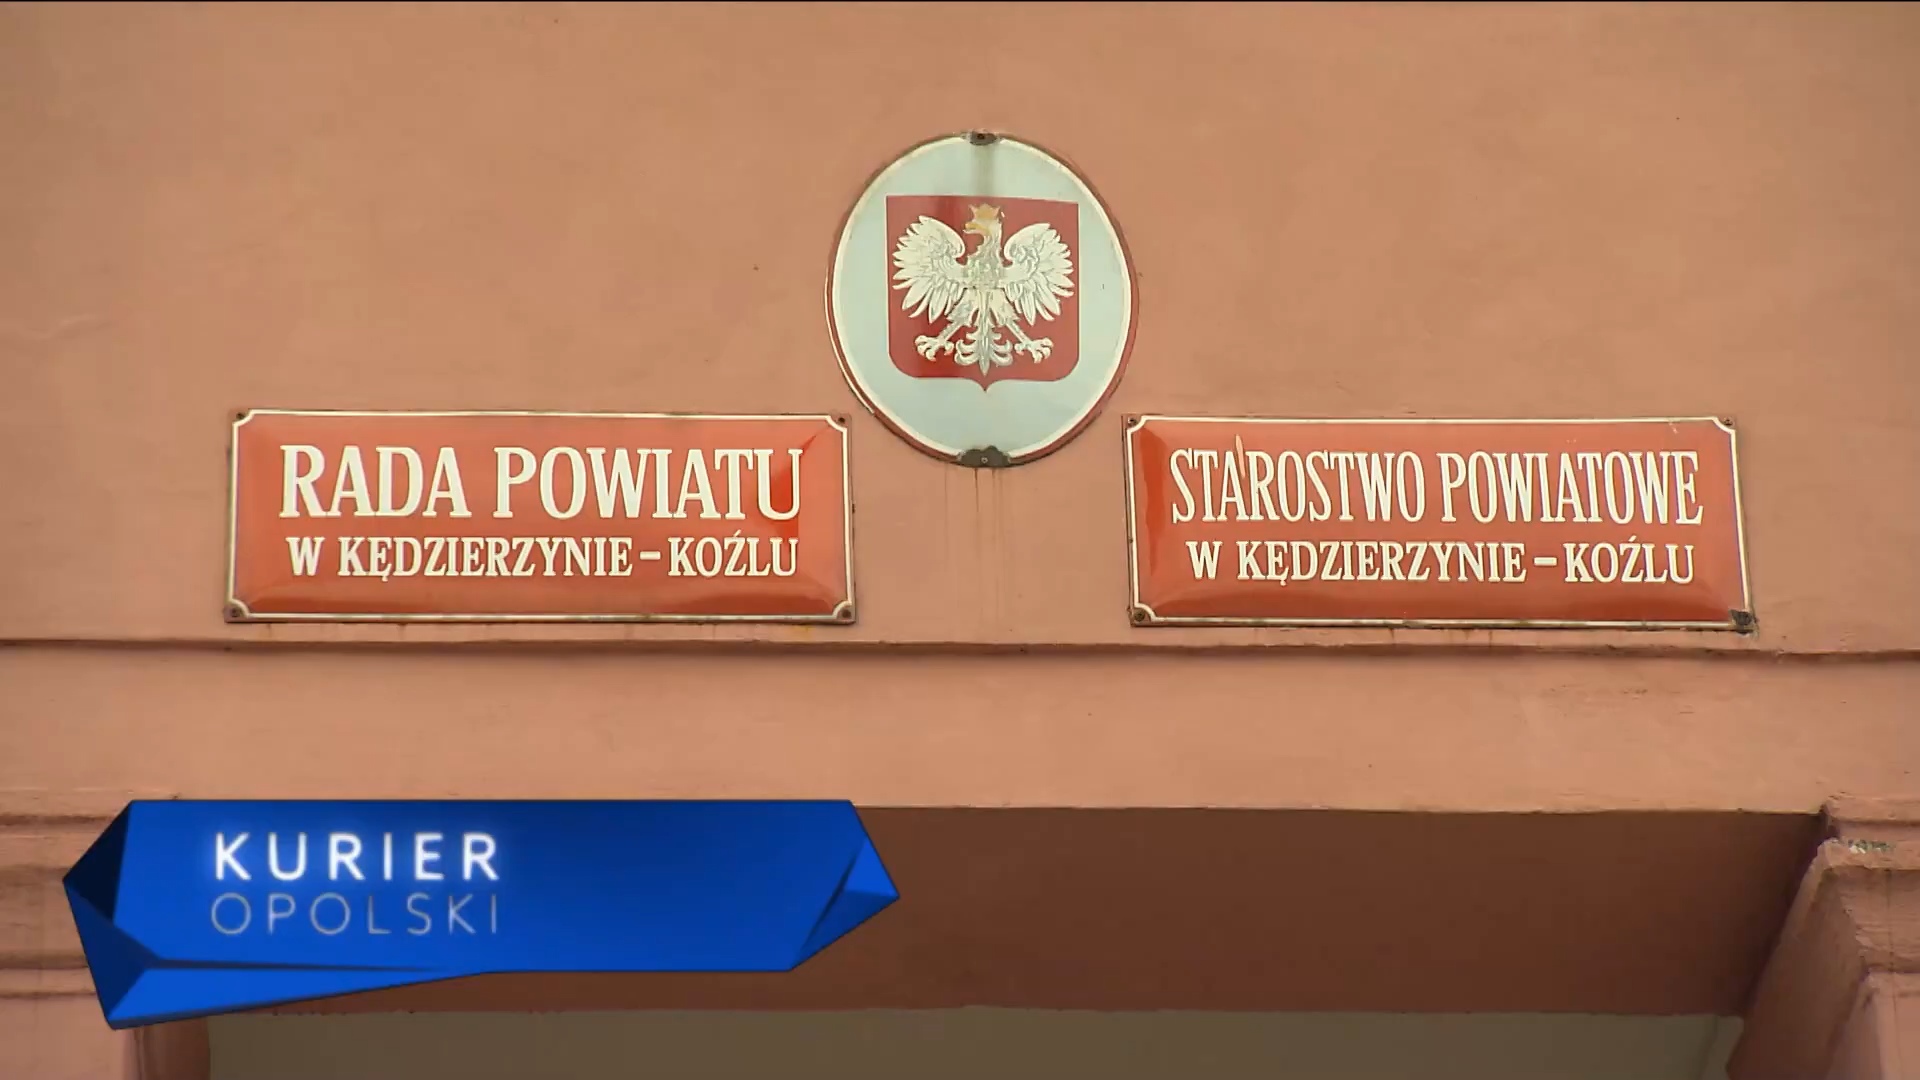 RADA POWIATU
W KĘDZIERZYNIE-KOŹLU
STAROSTWO POWIATOWE
W KĘDZIERZYNIE-KOŹLU
KURIER
OPOLSKI